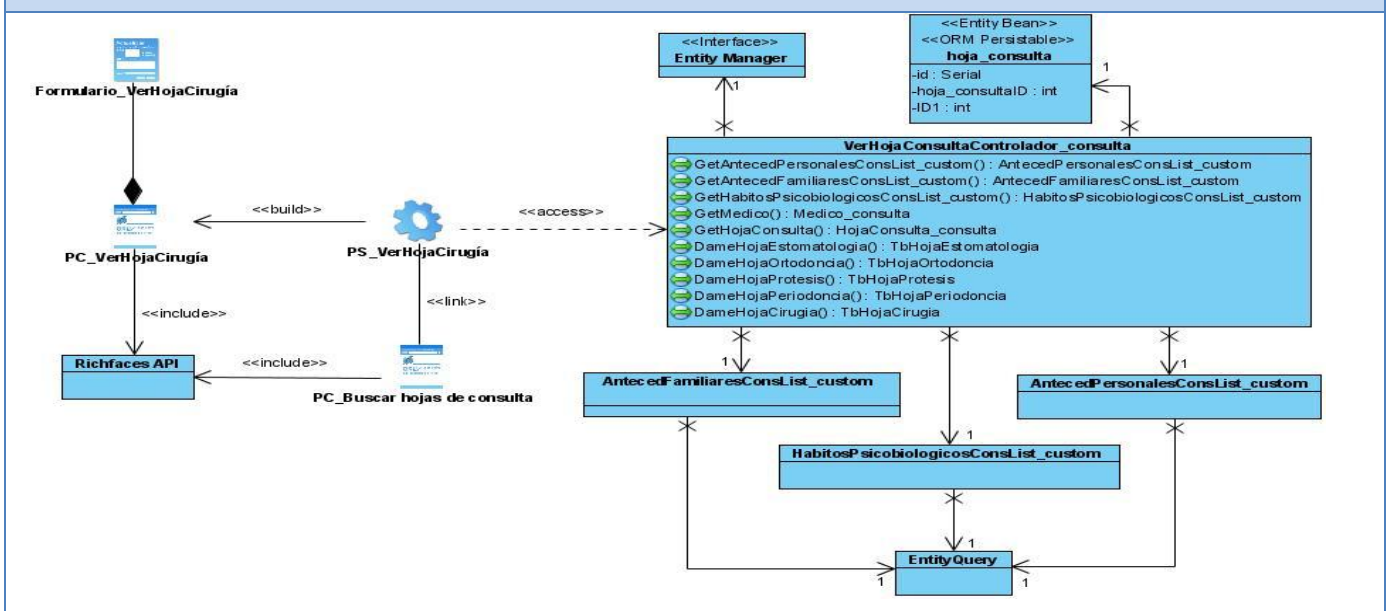 Formulario_VerHojaCirugía
<<build>>
PC_VerHojaCirugía
PS_VerHojaCirugía
<<access>>
<<include>>
<<link>>
Richfaces API
<<include>>
PC_Buscar hojas de consulta
<<Interface>>
Entity Manager
1
<<Entity Bean>>
<<ORM Persistable>>
hoja_consulta
-id : Serial
-hoja_consultaID : int
-ID1 : int
1
VerHojaConsultaControlador_consulta
GetAntecedPersonalesConsList_custom() : AntecedPersonalesConsList_custom
GetAntecedFamiliaresConsList_custom() : AntecedFamiliaresConsList_custom
GetHabitosPsicobiologicosConsList_custom() : HabitosPsicobiologicosConsList_custom
GetMedico() : Medico_consulta
GetHojaConsulta() : HojaConsulta_consulta
DameHojaEstomatologia() : TbHojaEstomatologia
DameHojaOrtodoncia() : TbHojaOrtodoncia
DameHojaProtesis() : TbHojaProtesis
DameHojaPeriodoncia() : TbHojaPeriodoncia
DameHojaCirugia() : TbHojaCirugia
1
1
AntecedFamiliaresConsList_custom
AntecedPersonalesConsList_custom
1
HabitosPsicobiologicosConsList_custom
1
EntityQuery
1
1